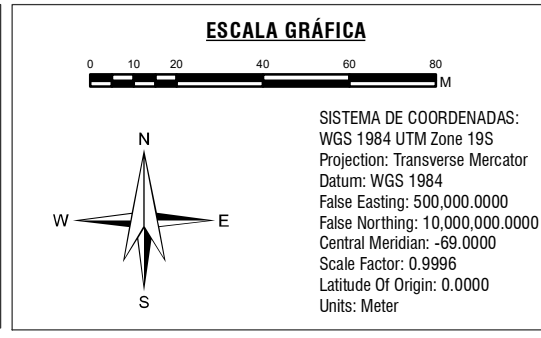 ESCALA GRÁFICA
0 10 20 40 60 80
M
SISTEMA DE COORDENADAS:
WGS 1984 UTM Zone 19S
Projection: Transverse Mercator
Datum: WGS 1984
False Easting: 500,000.0000
False Northing: 10,000,000.0000
Central Meridian: -69.0000
Scale Factor: 0.9996
Latitude Of Origin: 0.0000
Units: Meter
N
W E
S